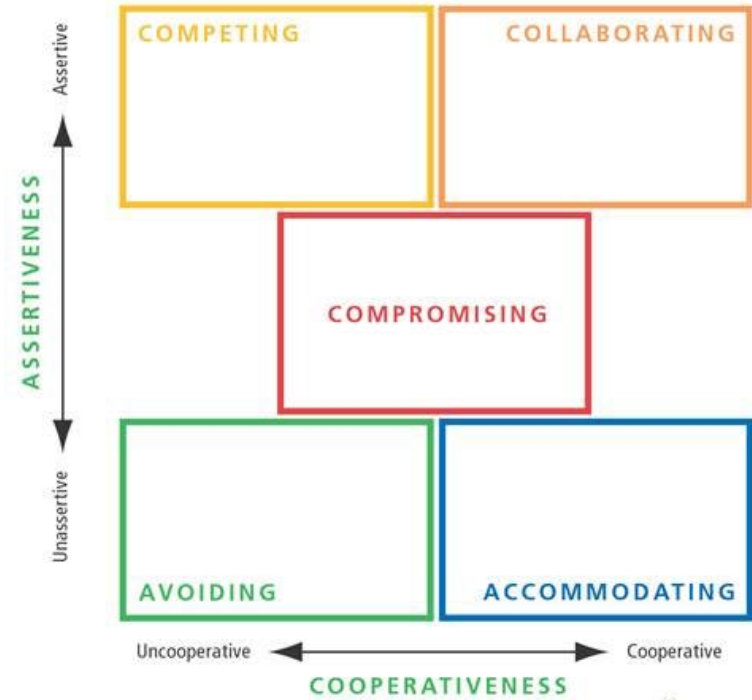 COMPETING
COLLABORATING
Assertive
ASSERTIVENESS
COMPROMISING
Unassertive
AVOIDING
ACCOMMODATING
Uncooperative
Cooperative
COOPERATIVENESS